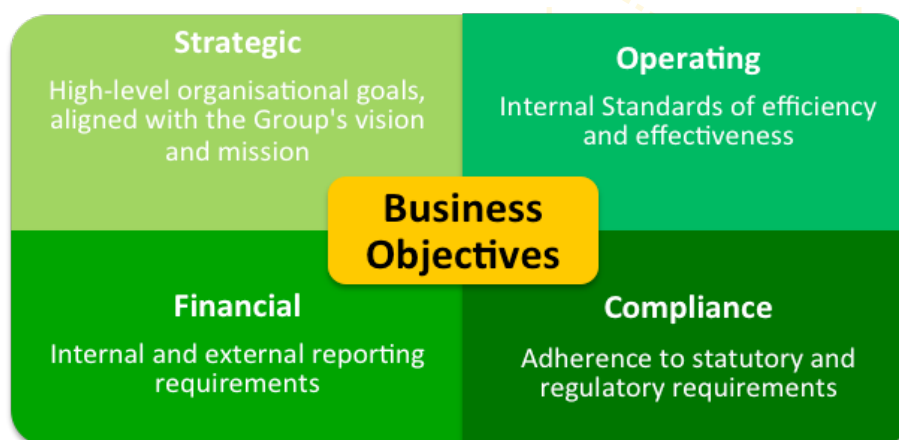 Strategic
High-level organisational goals,
aligned with the Group's vision
and mission
Operating
Internal Standards of efficiency
and effectiveness
Business
Objectives
Financial
Internal and external reporting
requirements
Compliance
Adherence to statutory and
regulatory requirements